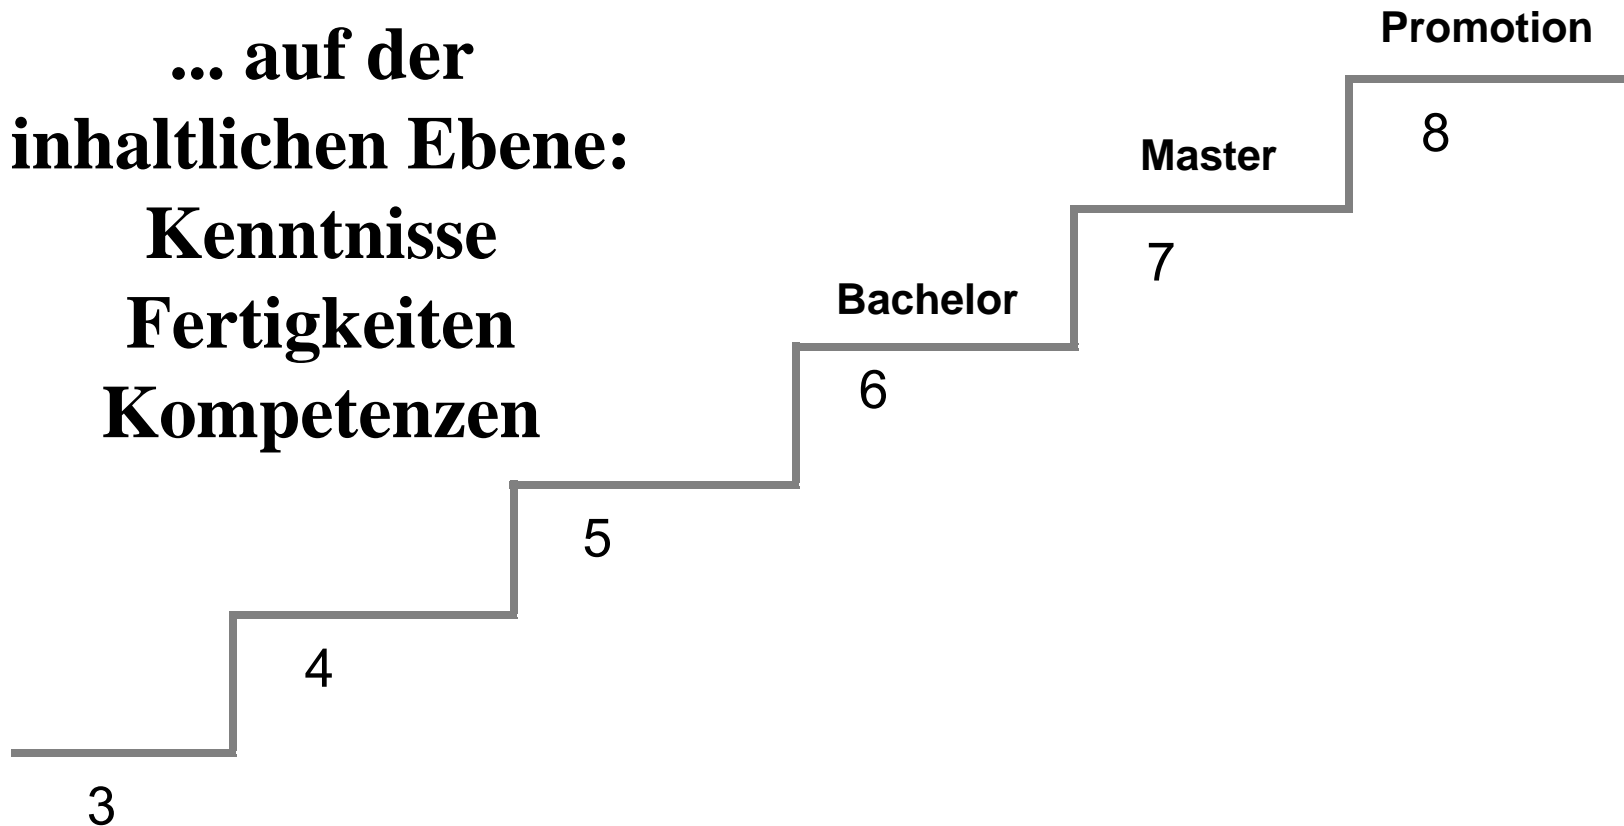 ... auf der
inhaltlichen Ebene:
Kenntnisse
Fertigkeiten
Kompetenzen
Promotion
8
Master
7
Bachelor
6
5
4
3